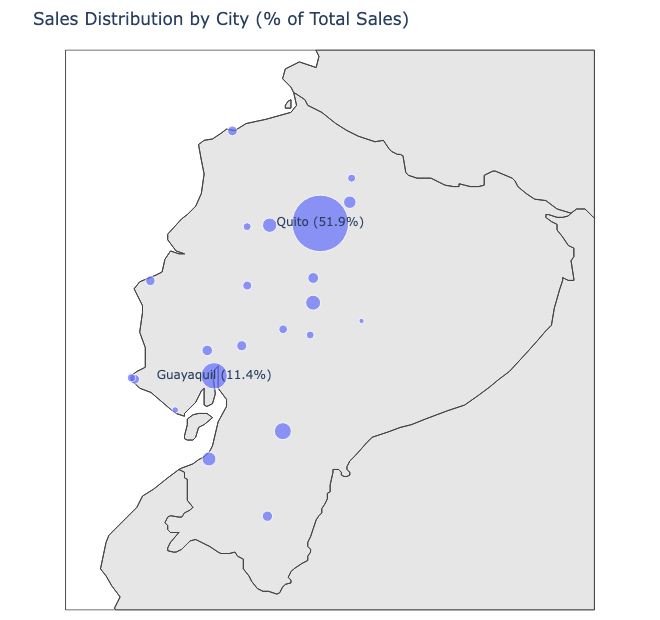 Sales Distribution by City (% of Total Sales)
Quito (51.9%)
Guayaquil (11.4%)